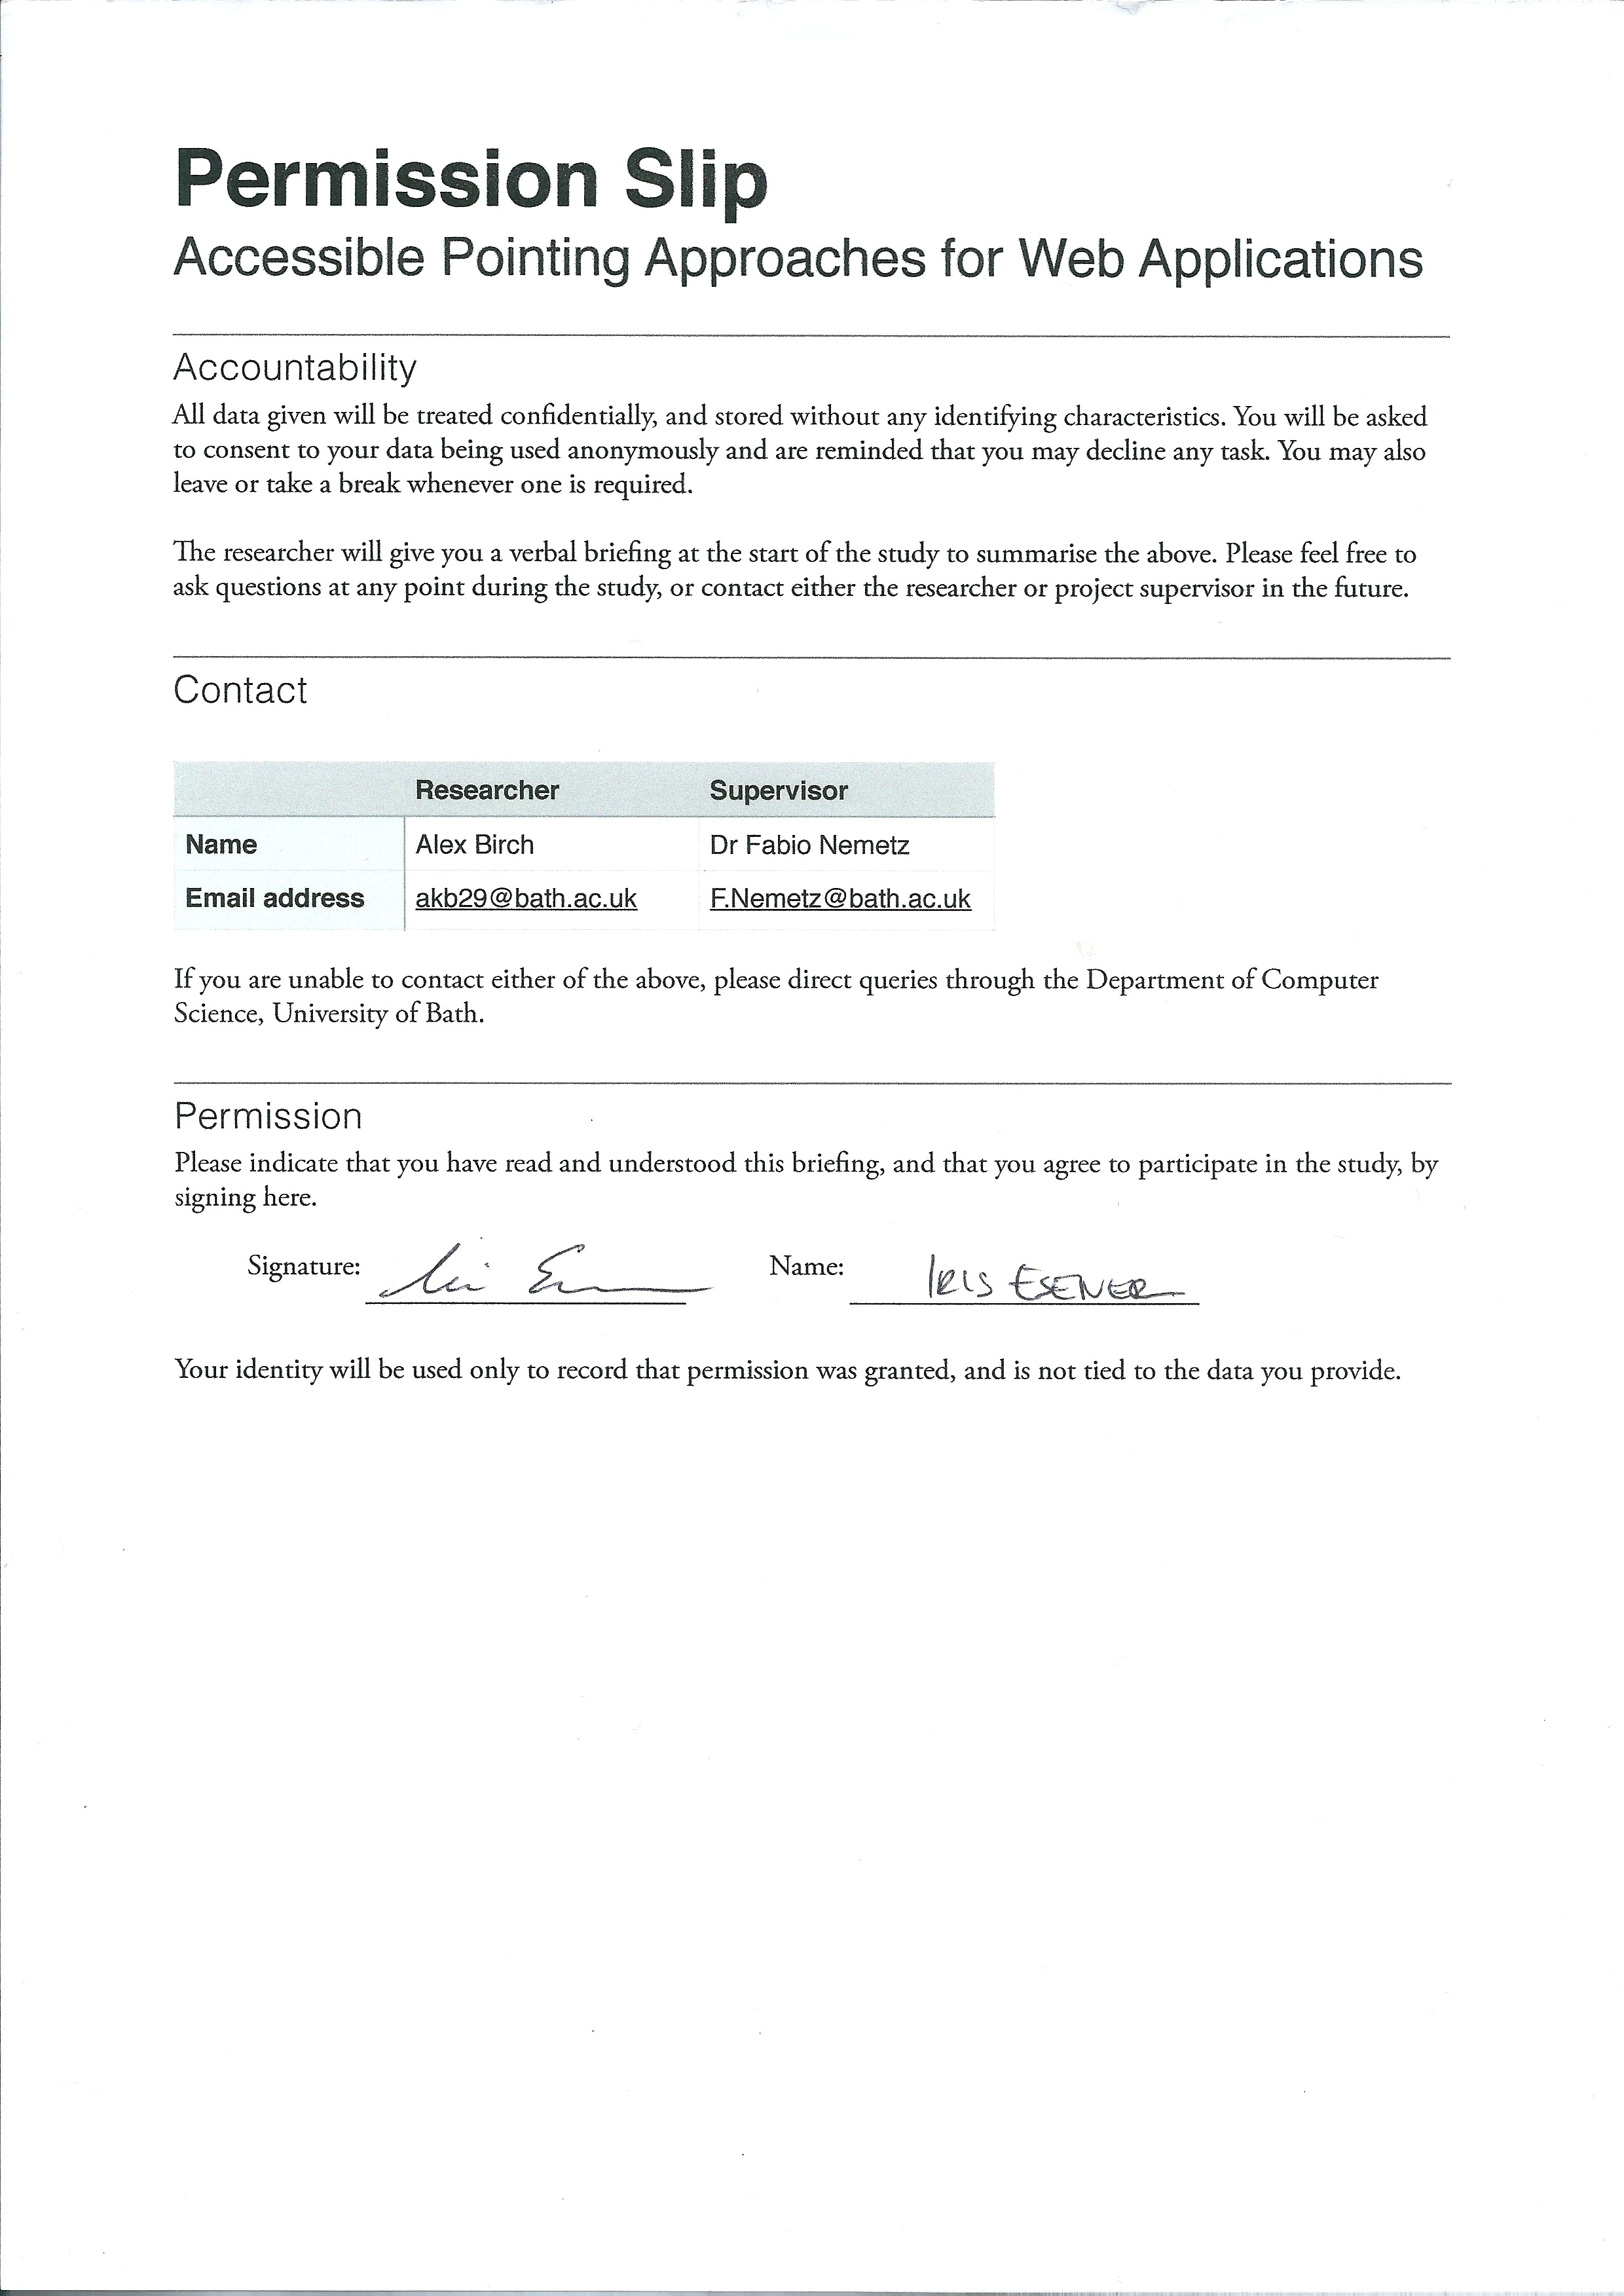 Permission Slip
Accessible Pointing Approaches for Web Applications
Accountability
All data given will be treated confidentially, and stored without any identifying characteristics. You will be asked
to consent to your data being used anonymously and are reminded that you may decline any task. You may also
leave or take a break whenever one is required.
The researcher will give you a verbal briefing at the start of the study to summarise the above. Please feel free to
ask questions at any point during the study, or contact either the researcher or project supervisor in the future.
Contact
Researcher Supervisor
Name Alex Birch Dr Fabio Nemetz
Email address akb29@bath.ac.uk F.Nemetz@bath.ac.uk
If you are unable to contact either of the above, please direct queries through the Department of Computer
Science, University of Bath.
Permission
Please indicate that you have read and understood this briefing, and that you agree to participate in the study, by
signing here.
Signature: Name: IRIS ESENER
Your identity will be used only to record that permission was granted, and is not tied to the data you provide.